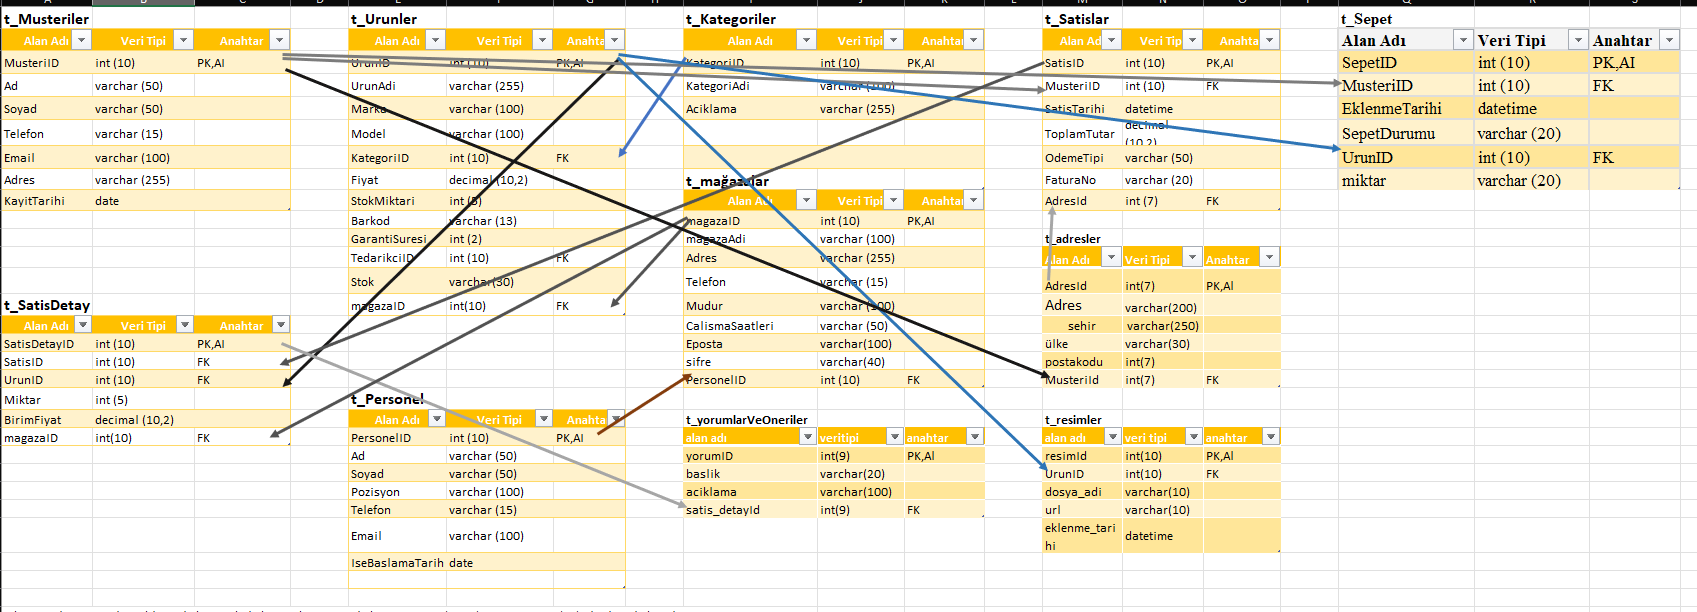 t_Musteriler
Alan Adı Veri Tipi Anahtar
MusteriID int (10) PK,AI
Ad varchar (50)
Soyad varchar (50)
Telefon varchar (15)
Email varchar (100)
Adres varchar (255)
KayitTarihi date
t_SatisDetay
Alan Adı Veri Tipi Anahtar
SatisDetayID int (10) PK,AI
SatisID int (10) FK
UrunID int (10) FK
Miktar int (5)
BirimFiyat decimal (10,2)
magazaID int(10) FK
t_Urunler
Alan Adı Veri Tipi Anahta
UrunID int (10) PK,AI
UrunAdi varchar (255)
Marka varchar (100)
Model varchar (100)
KategoriID int (10) FK
Fiyat decimal (10,2)
StokMiktari int (5)
Barkod varchar (13)
GarantiSuresi int (2)
TedarikciID int (10) FK
Stok varchar(30)
magazaID int(10) FK
t_Personel
Alan Adı Veri Tipi Anahta
PersonelID int (10) PK,AI
Ad varchar (50)
Soyad varchar (50)
Pozisyon varchar (100)
Telefon varchar (15)
Email varchar (100)
IseBaslamaTarih date
t_Kategoriler
Alan Adı Veri Tipi Anahta
KategoriID int (10) PK,AI
KategoriAdi varchar (100)
Aciklama varchar (255)
t_mağazalar
Alan Adı Veri Tipi Anahta
magazaID int (10) PK,AI
magazaAdi varchar (100)
Adres varchar (255)
Telefon varchar (15)
Mudur varchar (100)
CalismaSaatleri varchar (50)
Eposta varchar(100)
sifre varchar(40)
PersonelID int (10) FK
t_yorumlarVeOneriler
alan adı veritipi anahtar
yorumID int(9) PK,Al
baslik varchar(20)
aciklama varchar(100)
satis_detayId int(9) FK
t_Satislar
Alan Ad Veri Tip Anahta
SatisID int (10) PK,AI
MusteriID int (10) FK
SatisTarihi datetime
ToplamTutar decimal
(10,2)
OdemeTipi varchar (50)
FaturaNo varchar (20)
AdresId int (7) FK
t_adresler
Alan Adı Veri Tipi Anahtar
AdresId int(7) PK,Al
Adres varchar(200)
sehir varchar(250)
ülke varchar(30)
postakodu int(7)
MusteriId int(7) FK
t_resimler
alan adı veri tipi anahtar
resimId int(10) PK,Al
UrunID int(10) FK
dosya_adi varchar(10)
url varchar(10)
eklenme_tari
hi datetime
t_Sepet
Alan Adı Veri Tipi Anahtar
SepetID int (10) PK,AI
MusteriID int (10) FK
EklenmeTarihi datetime
SepetDurumu varchar (20)
UrunID int (10) FK
miktar varchar (20)